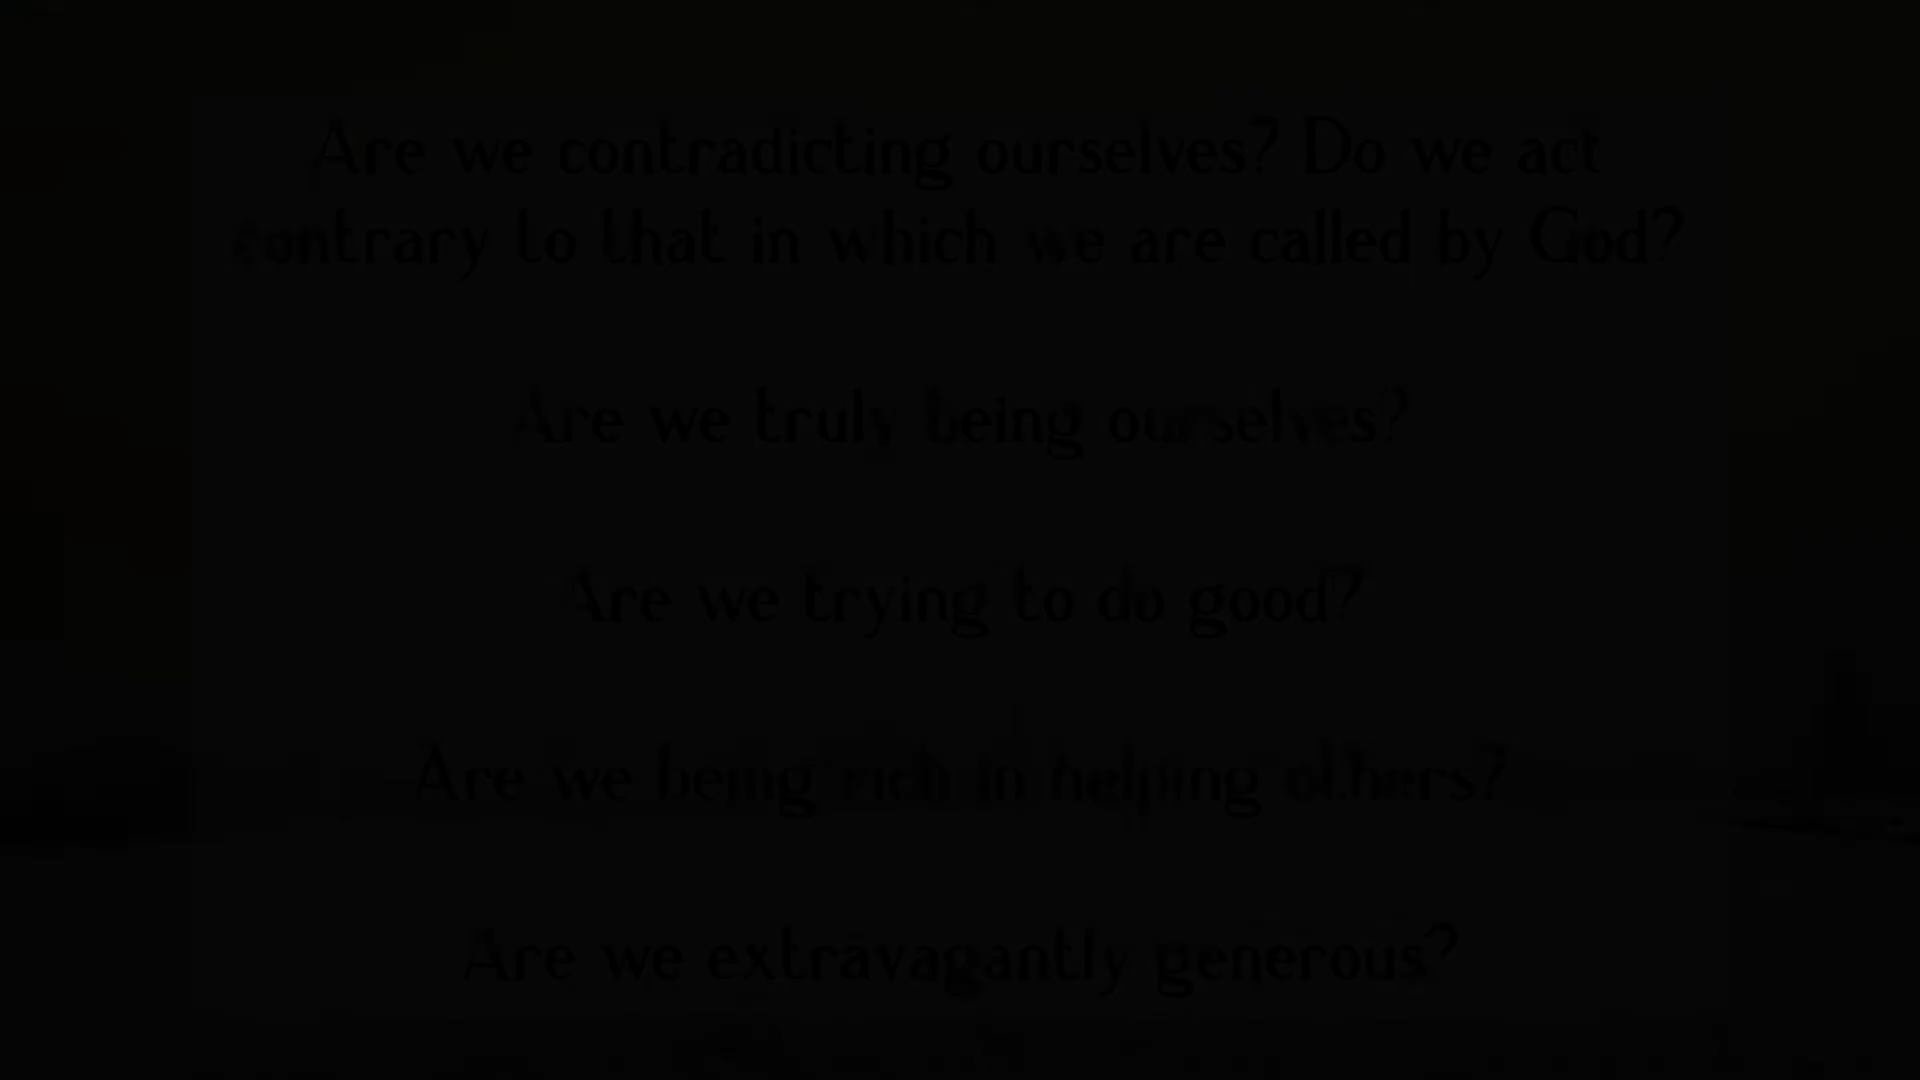 Are we contradicting ourselves? Do we act
contrary to that in which we are called by God?
Are we truly being ourselves?
Are we trying to do good?
Are we being rich in helping others?
Are we extravagantly generous?